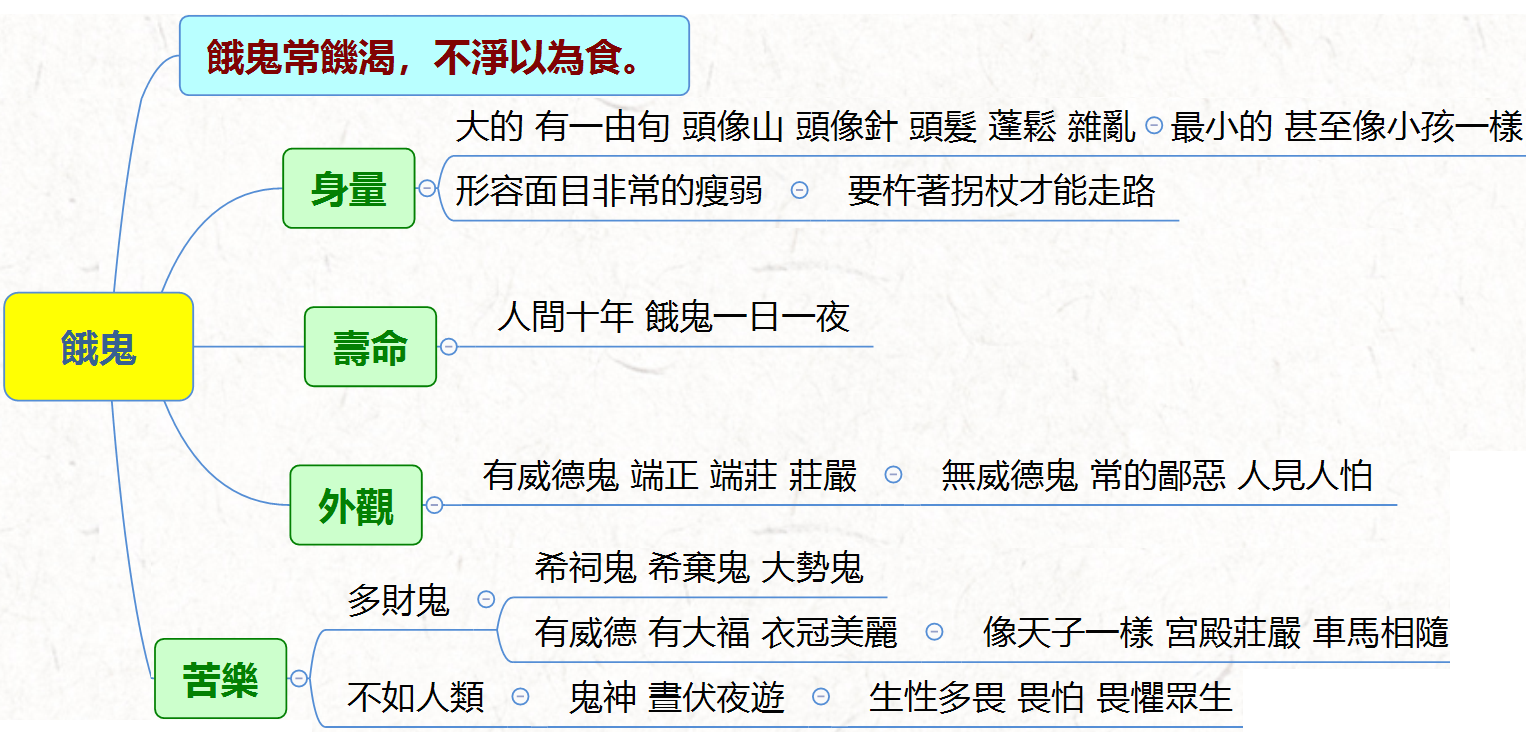 餓鬼常饑渴，不淨以為食。
大的 有一由旬 頭像山 頭像針 頭髮 蓬鬆 雜亂 最小的 甚至像小孩一樣
身量
形容面目非常的瘦弱 要杵著拐杖才能走路
人間十年 餓鬼一日一夜
餓鬼
壽命
有威德鬼 端正 端莊 莊嚴 無威德鬼 常的鄙惡 人見人怕
外觀
希祠鬼 希棄鬼 大勢鬼
多財鬼
有威德 有大福 衣冠美麗 像天子一樣 宮殿莊嚴 車馬相隨
苦樂
不如人類 鬼神 晝伏夜遊 生性多畏 畏怕 畏懼眾生